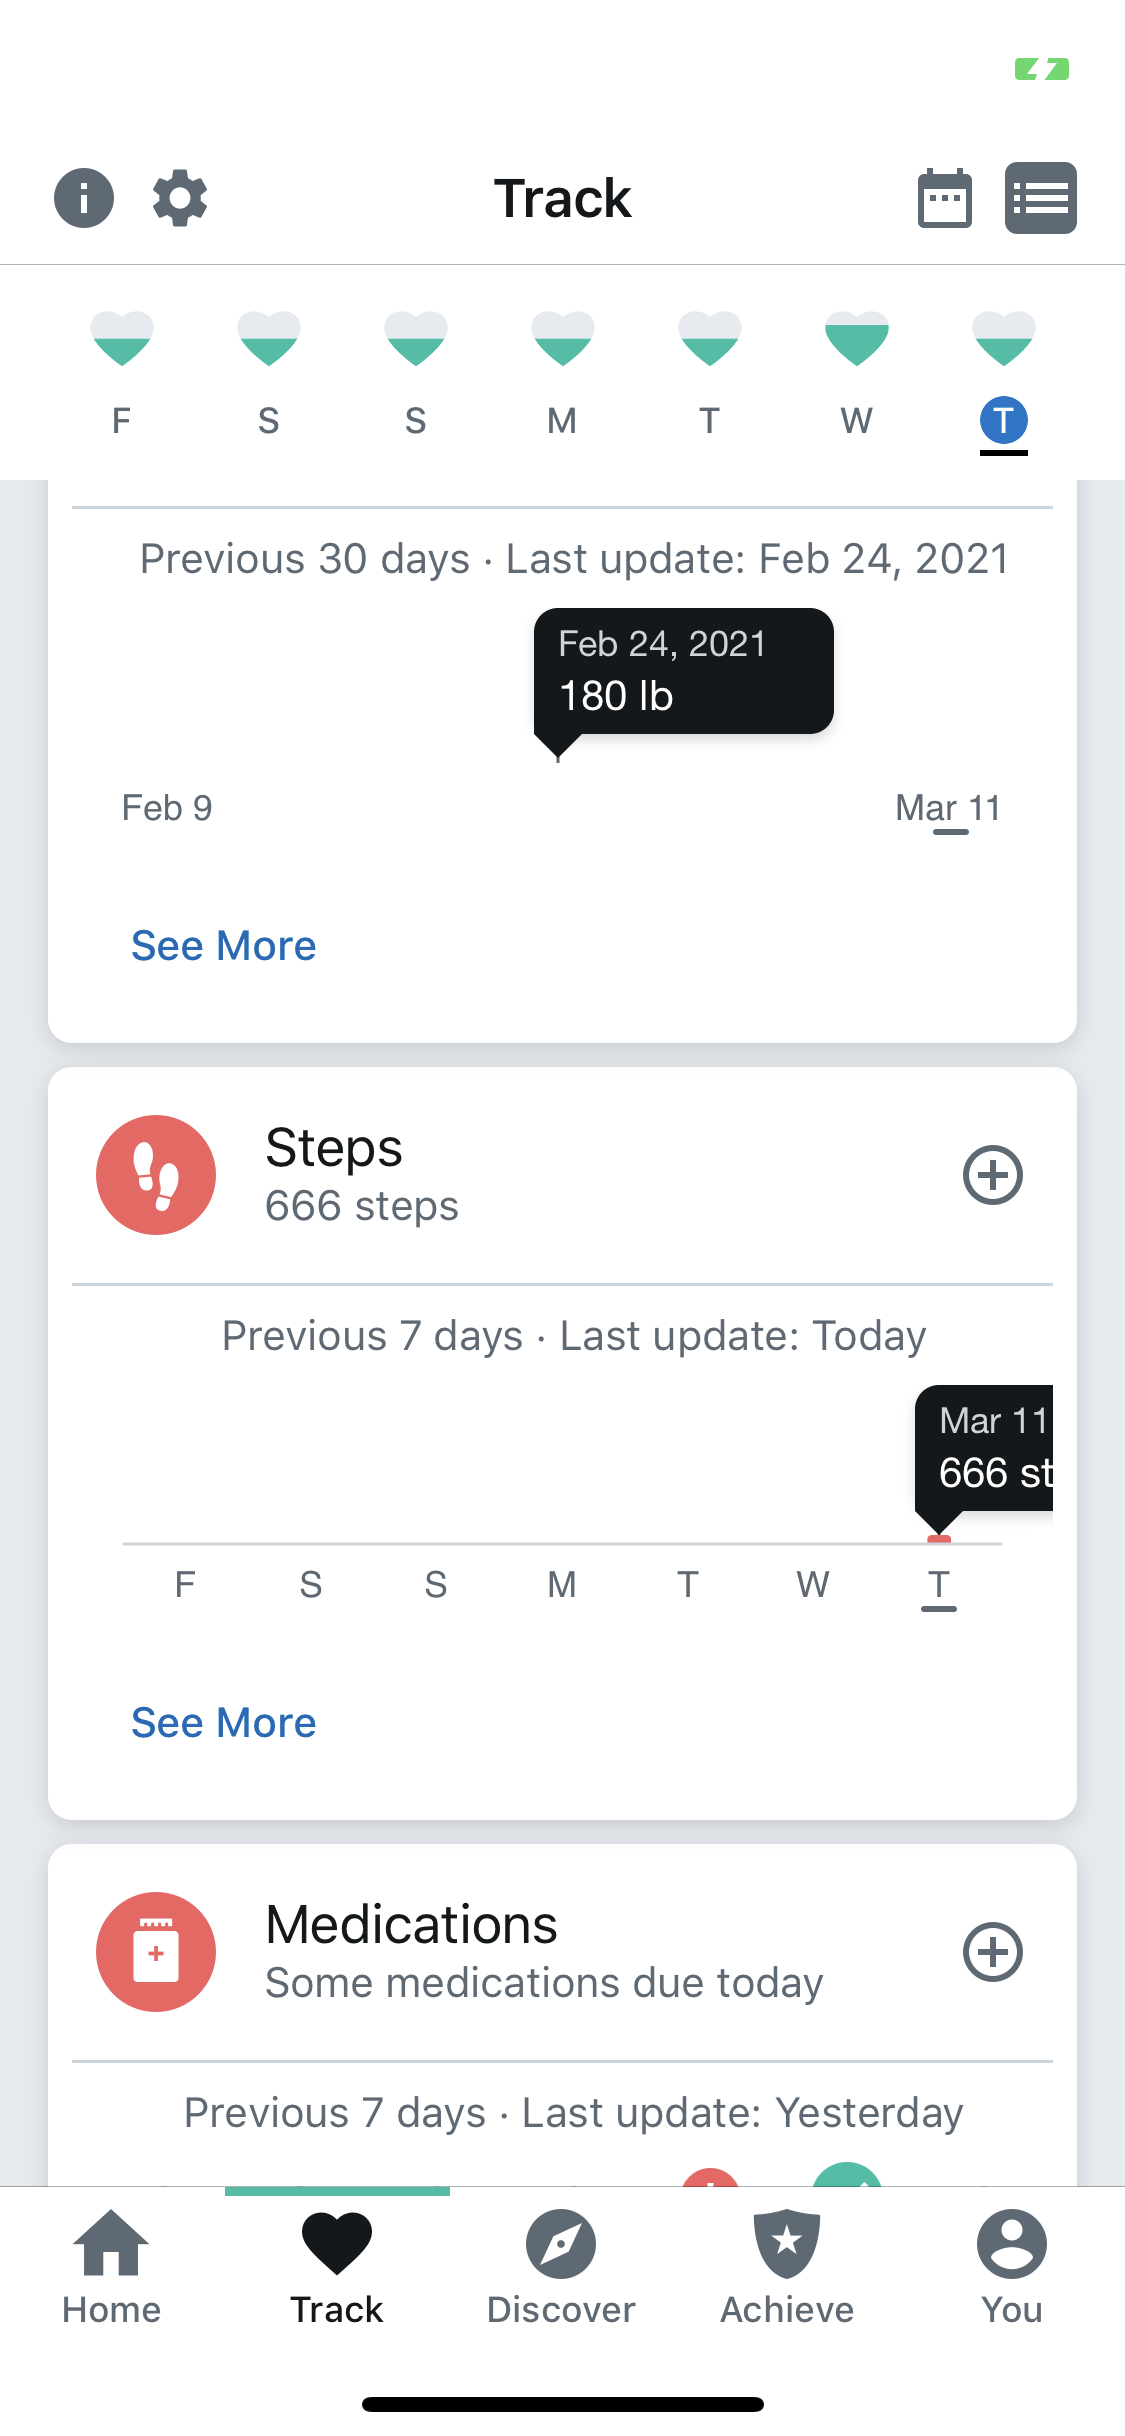 Track
F S S M T W T
Previous 30 days · Last update: Feb 24, 2021
Feb 24, 2021
180 lb
Feb 9 Mar 11
See More
Steps
666 steps
Previous 7 days · Last update: Today
Mar 11
666 st
F S S M T W T
See More
Medications
Some medications due today
Previous 7 days · Last update: Yesterday
Home Track Discover Achieve You